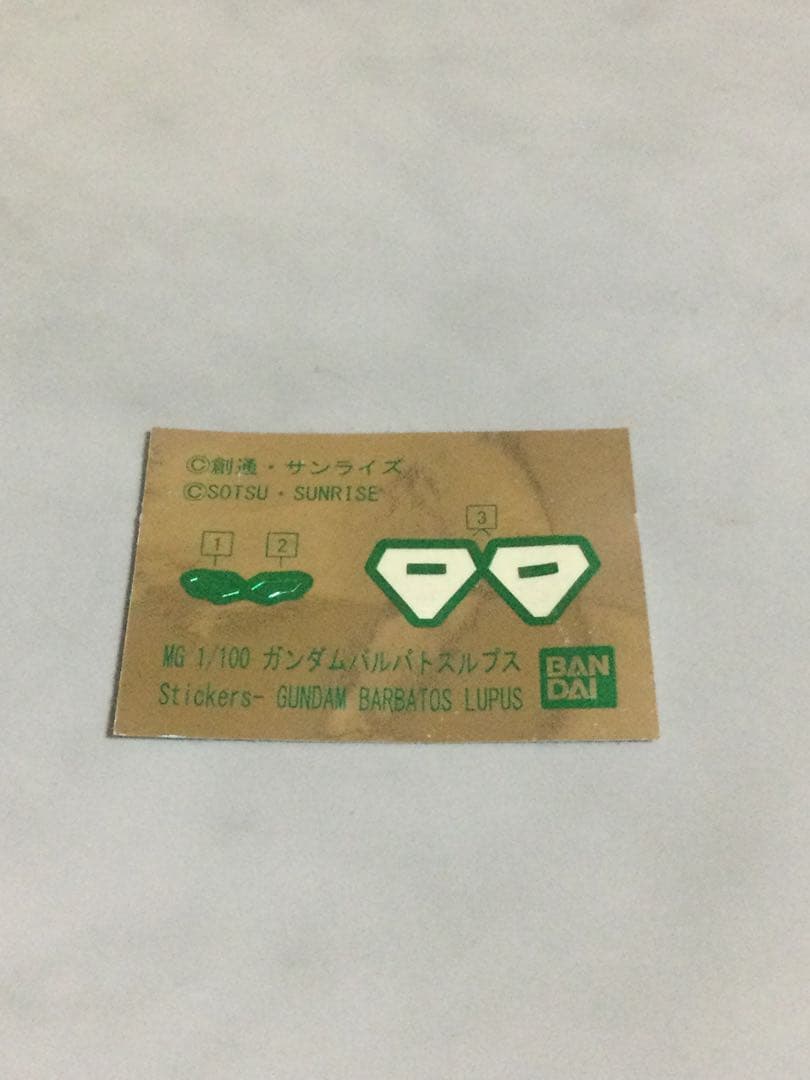 ©創通・サンライズ
©SOTSU・SUNRISE
1
2
3
MG 1/100 ガンダムバルバトスルプス
Stickers- GUNDAM BARBATOS LUPUS
BAN
DAI